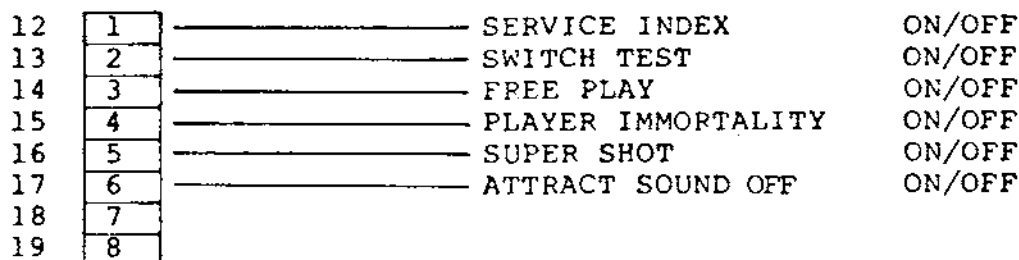 12 1 SERVICE INDEX ON/OFF
13 2 SWITCH TEST ON/OFF
14 3 FREE PLAY ON/OFF
15 4 PLAYER IMMORTALITY ON/OFF
16 5 SUPER SHOT ON/OFF
17 6 ATTRACT SOUND OFF ON/OFF
18 7
19 8